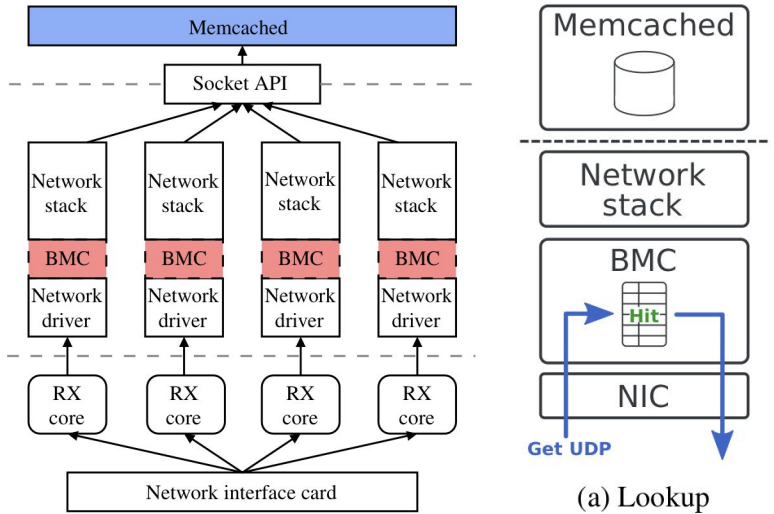 Memcached
Socket API
Network
stack
Network
stack
Network
stack
Network
stack
BMC
BMC
BMC
BMC
Network
driver
Network
driver
Network
driver
Network
driver
RX
core
RX
core
RX
core
RX
core
Network interface card
Memcached
Network
stack
BMC
Hit
NIC
Get UDP
(a) Lookup